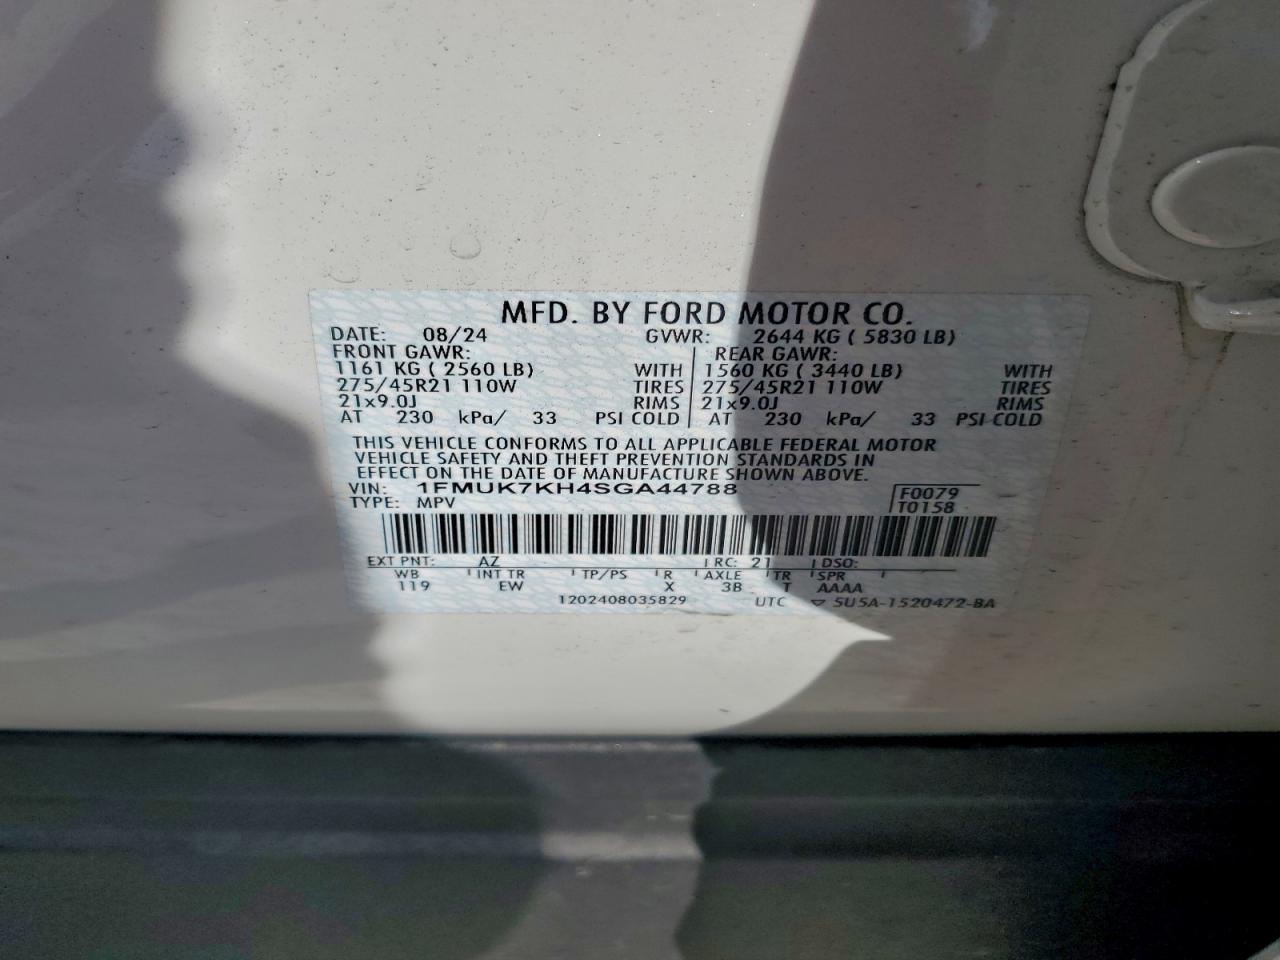 MFD. BY FORD MOTOR CO.
DATE: 08/24 GVWR: 2644 KG ( 5830 LB)
FRONT GAWR: REAR GAWR:
1161 KG ( 2560 LB) WITH 1560 KG ( 3440 LB) WITH
275/45R21 110W TIRES 275/45R21 110W TIRES
21x9.0J RIMS 21x9.0J RIMS
AT 230 kPa/ 33 PSI COLD AT 230 kPa/ 33 PSI COLD
THIS VEHICLE CONFORMS TO ALL APPLICABLE FEDERAL MOTOR
VEHICLE SAFETY AND THEFT PREVENTION STANDARDS IN
EFFECT ON THE DATE OF MANUFACTURE SHOWN ABOVE.
VIN: 1FMUK7KH4SGA44788 F0079
TYPE: MPV T0158
EXT PNT: AZ RC: 21 DSO:
WB INT TR TP/PS R AXLE TR SPR
119 EW X 3B T AAAA
1202408035829 UTC ▽ 5U5A-1520472-BA